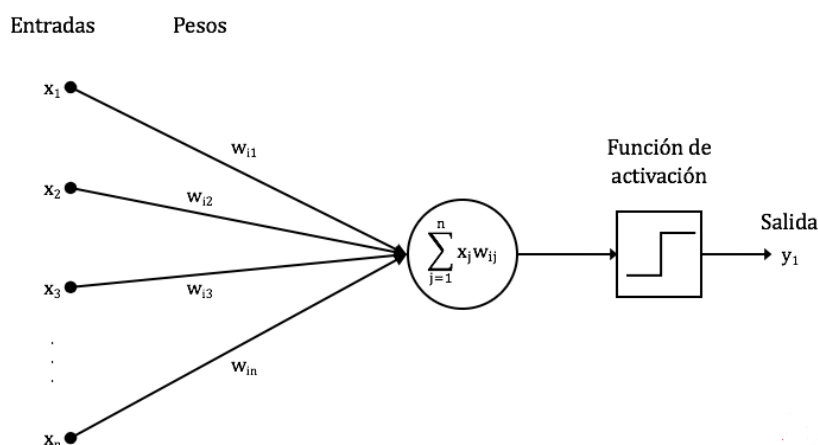 Entradas Pesos
x₁
wᵢ₁
Función de
activación
x₂
wᵢ₂
Salida
n
∑ xⱼwᵢⱼ
j=1
y₁
x₃
wᵢ₃
.
.
.
wᵢₙ
xₙ